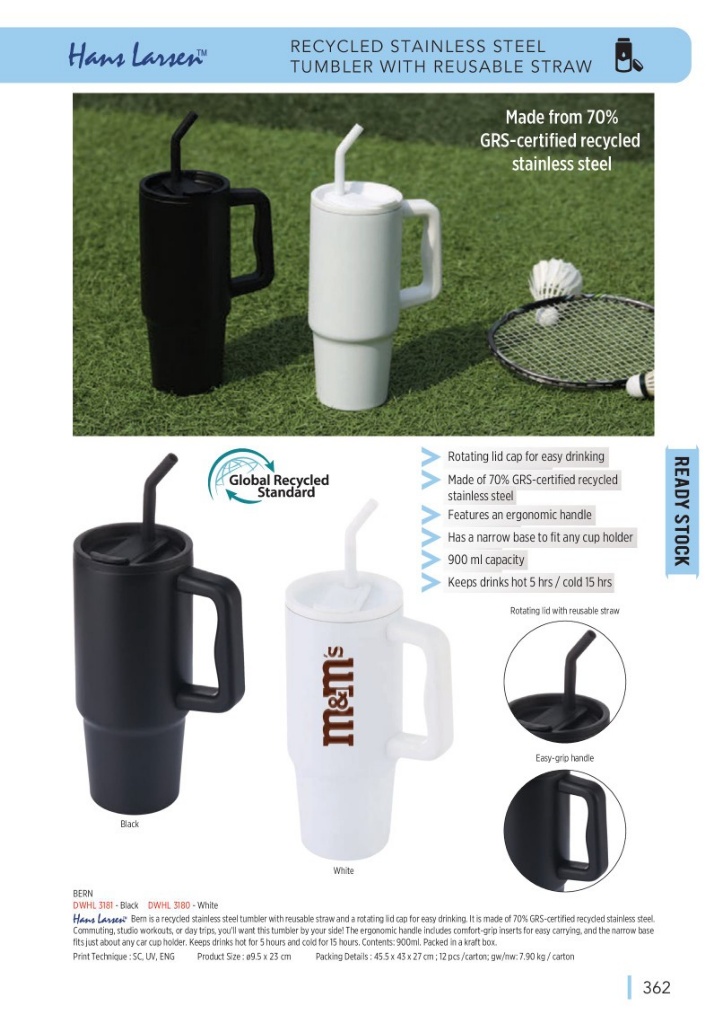 Hans Larsen™
RECYCLED STAINLESS STEEL
TUMBLER WITH REUSABLE STRAW
Made from 70%
GRS-certified recycled
stainless steel
Global Recycled
Standard
Rotating lid cap for easy drinking
Made of 70% GRS-certified recycled
stainless steel
Features an ergonomic handle
Has a narrow base to fit any cup holder
900 ml capacity
Keeps drinks hot 5 hrs / cold 15 hrs
READY STOCK
Rotating lid with reusable straw
m&m's
Easy-grip handle
Black
White
BERN
DWHL 3181 - Black DWHL 3180 - White
Hans Larsen™ Bern is a recycled stainless steel tumbler with reusable straw and a rotating lid cap for easy drinking. It is made of 70% GRS-certified recycled stainless steel.
Commuting, studio workouts, or day trips, you'll want this tumbler by your side! The ergonomic handle includes comfort-grip inserts for easy carrying, and the narrow base
fits just about any car cup holder. Keeps drinks hot for 5 hours and cold for 15 hours. Contents: 900ml. Packed in a kraft box.
Print Technique : SC, UV, ENG Product Size : ø9.5 x 23 cm Packing Details : 45.5 x 43 x 27 cm ; 12 pcs /carton; gw/nw: 7.90 kg / carton
362